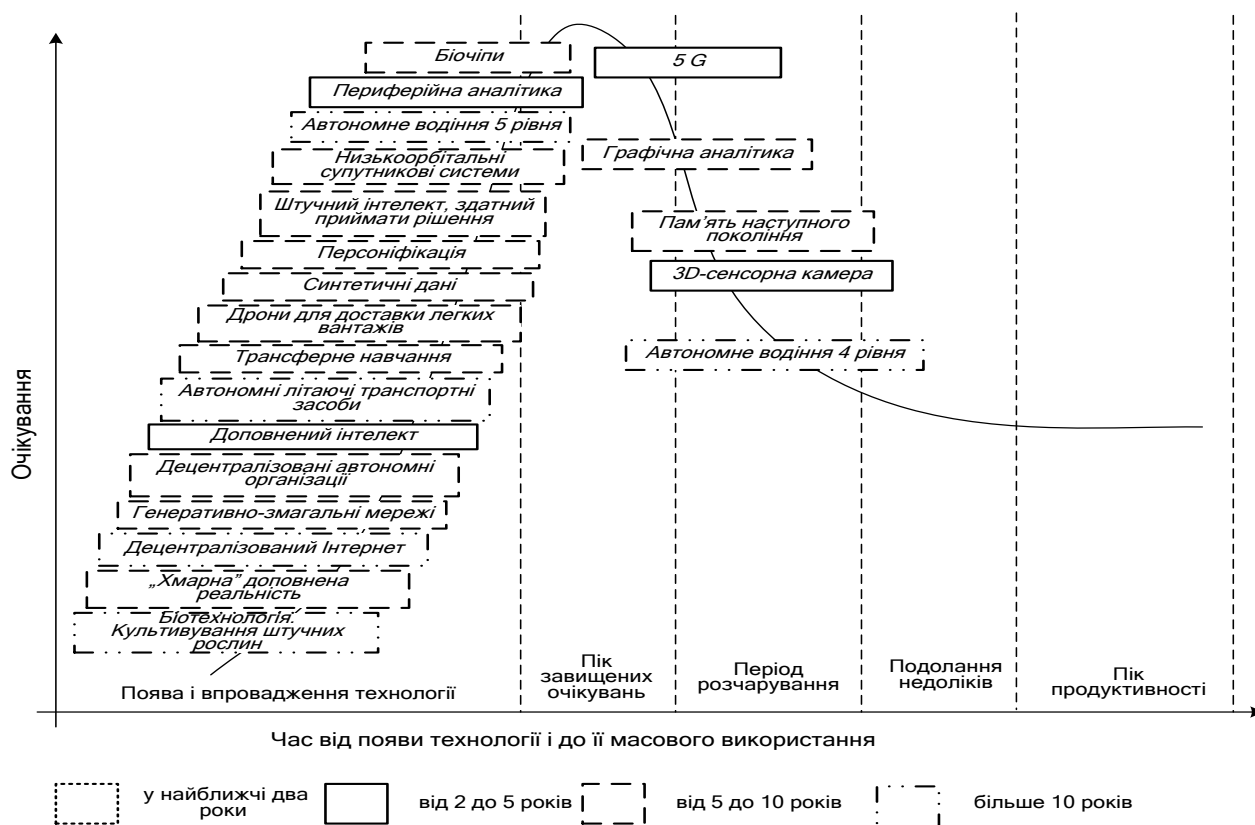 Біочіпи
5 G
Периферійна аналітика
Автономне водіння 5 рівня
Низькоорбітальні
супутникові системи
Графічна аналітика
Штучний інтелект, здатний
приймати рішення
Пам’ять наступного
покоління
Персоніфікація
3D-сенсорна камера
Синтетичні дані
Дрони для доставки легких
вантажів
Трансферне навчання
Автономне водіння 4 рівня
Автономні літаючі транспортні
засоби
Доповнений інтелект
Децентралізовані автономні
організації
Генеративно-змагальні мережі
Децентралізований Інтернет
„Хмарна” доповнена
реальність
Біотехнологія.
Культивування штучних
рослин
Очікування
Поява і впровадження технології
Пік
завищених
очікувань
Період
розчарування
Подолання
недоліків
Пік
продуктивності
Час від появи технології і до її масового використання
у найближчі два
роки
від 2 до 5 років
від 5 до 10 років
більше 10 років